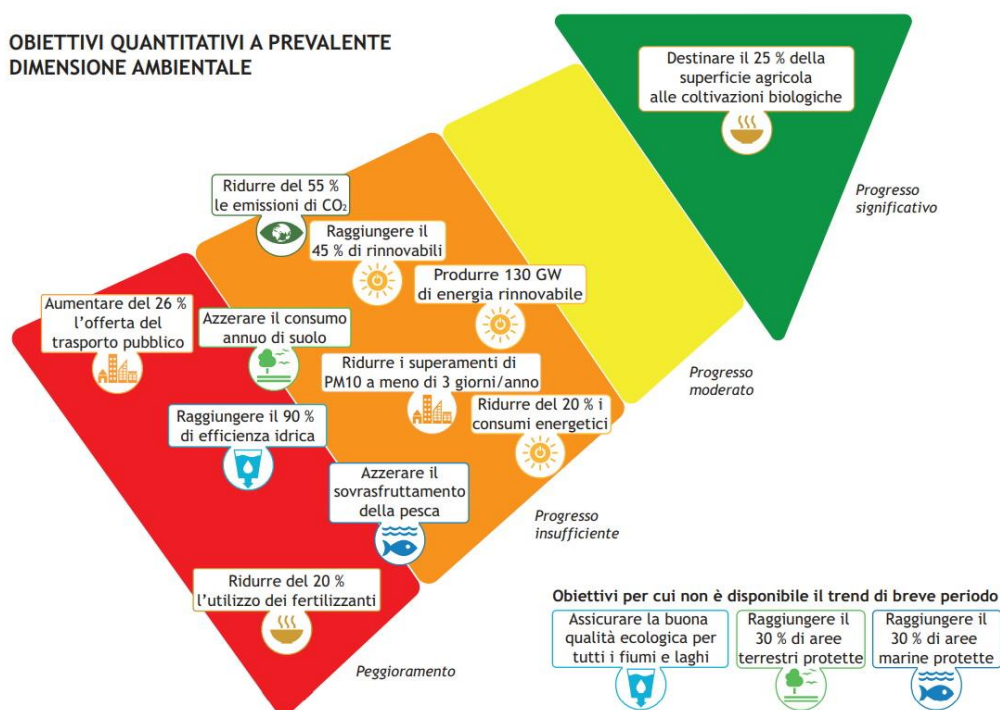 OBIETTIVI QUANTITATIVI A PREVALENTE
DIMENSIONE AMBIENTALE
Destinare il 25 % della
superficie agricola
alle coltivazioni biologiche
Progresso
significativo
Ridurre del 55 %
le emissioni di CO₂
Raggiungere il
45 % di rinnovabili
Produrre 130 GW
di energia rinnovabile
Aumentare del 26 %
l’offerta del
trasporto pubblico
Azzerare il consumo
annuo di suolo
Ridurre i superamenti di
PM10 a meno di 3 giorni/anno
Progresso
moderato
Raggiungere il 90 %
di efficienza idrica
Ridurre del 20 % i
consumi energetici
Azzerare il
sovrasfruttamento
della pesca
Progresso
insufficiente
Ridurre del 20 %
l’utilizzo dei fertilizzanti
Peggioramento
Obiettivi per cui non è disponibile il trend di breve periodo
Assicurare la buona
qualità ecologica per
tutti i fiumi e laghi
Raggiungere il
30 % di aree
terrestri protette
Raggiungere il
30 % di aree
marine protette